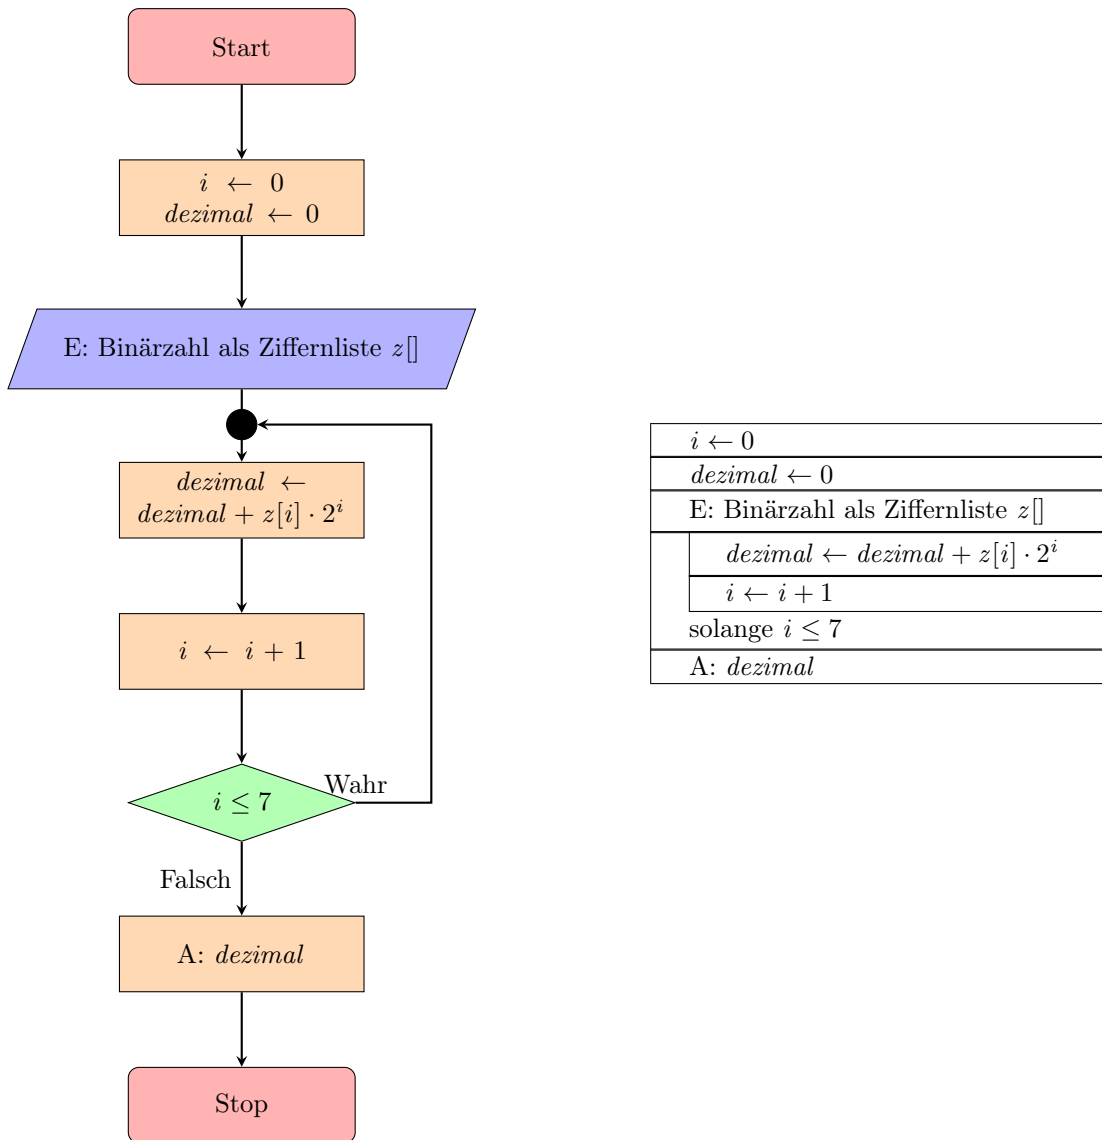 Start
i ← 0
dezimal ← 0
E: Binärzahl als Ziffernliste z[]
dezimal ←
dezimal + z[i] · 2^i
i ← i + 1
i ≤ 7
Wahr
Falsch
A: dezimal
Stop
i ← 0
dezimal ← 0
E: Binärzahl als Ziffernliste z[]
dezimal ← dezimal + z[i] · 2^i
i ← i + 1
solange i ≤ 7
A: dezimal